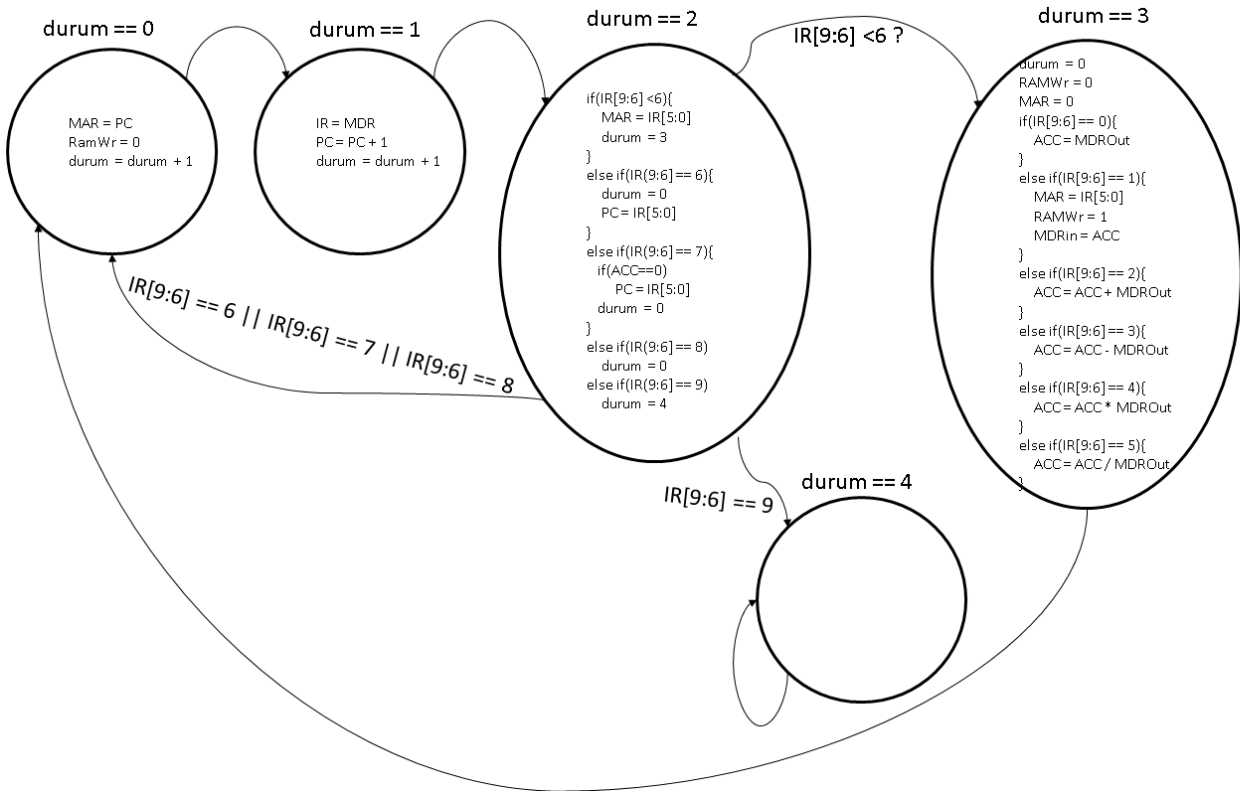 durum == 0
MAR = PC
RamWr = 0
durum = durum + 1
durum == 1
IR = MDR
PC = PC + 1
durum = durum + 1
durum == 2
if(IR[9:6] <6){
MAR = IR[5:0]
durum = 3
}
else if(IR(9:6] == 6){
durum = 0
PC = IR[5:0]
}
else if(IR(9:6] == 7){
if(ACC==0)
PC = IR[5:0]
durum = 0
}
else if(IR(9:6] == 8)
durum = 0
else if(IR(9:6] == 9)
durum = 4
IR[9:6] <6 ?
durum == 3
durum = 0
RAMWr = 0
MAR = 0
if(IR[9:6] == 0){
ACC = MDROut
}
else if(IR[9:6] == 1){
MAR = IR[5:0]
RAMWr = 1
MDRin = ACC
}
else if(IR[9:6] == 2){
ACC = ACC + MDROut
}
else if(IR[9:6] == 3){
ACC = ACC - MDROut
}
else if(IR[9:6] == 4){
ACC = ACC * MDROut
}
else if(IR[9:6] == 5){
ACC = ACC / MDROut
}
IR[9:6] == 6 || IR[9:6] == 7 || IR[9:6] == 8
IR[9:6] == 9
durum == 4